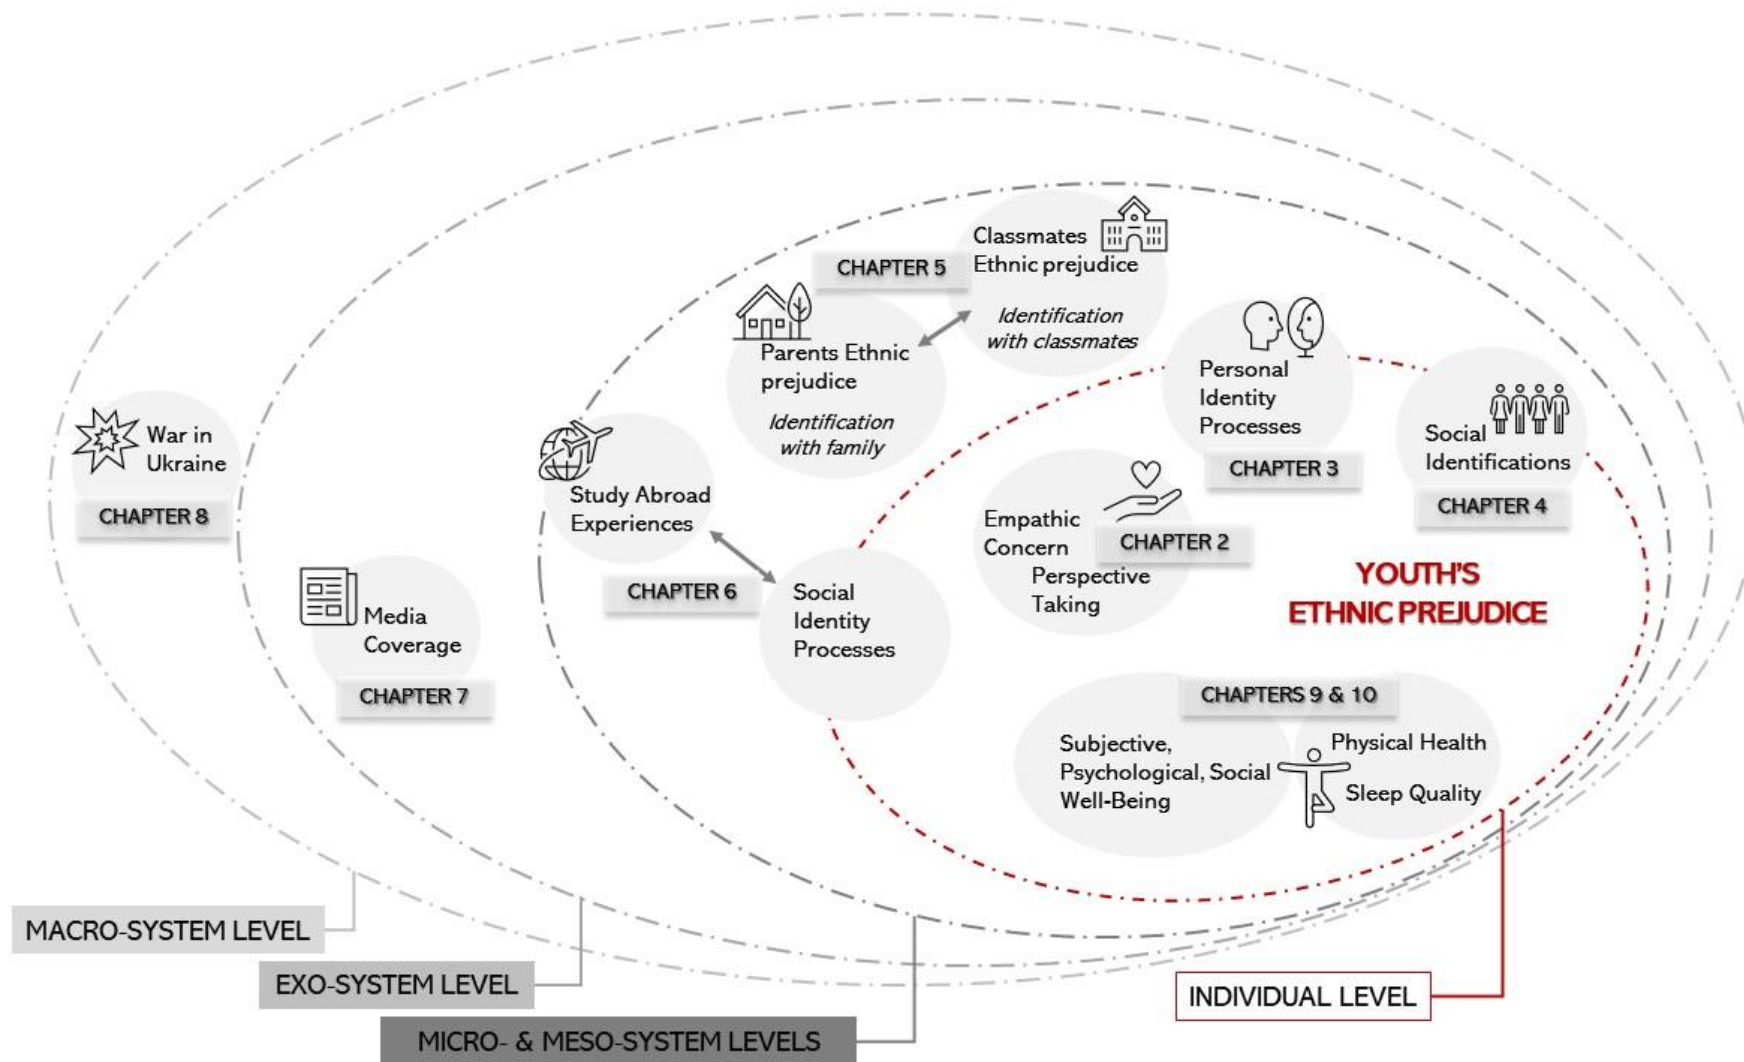 Classmates
Ethnic prejudice
CHAPTER 5
Identification
with classmates
Parents Ethnic
prejudice
Identification
with family
Personal
Identity
Processes
CHAPTER 3
Social
Identifications
CHAPTER 4
War in
Ukraine
CHAPTER 8
Study Abroad
Experiences
CHAPTER 6
Social
Identity
Processes
Empathic
Concern
CHAPTER 2
Perspective
Taking
YOUTH'S
ETHNIC PREJUDICE
Media
Coverage
CHAPTER 7
CHAPTERS 9 & 10
Subjective,
Psychological, Social
Well-Being
Physical Health
Sleep Quality
MACRO-SYSTEM LEVEL
EXO-SYSTEM LEVEL
MICRO- & MESO-SYSTEM LEVELS
INDIVIDUAL LEVEL